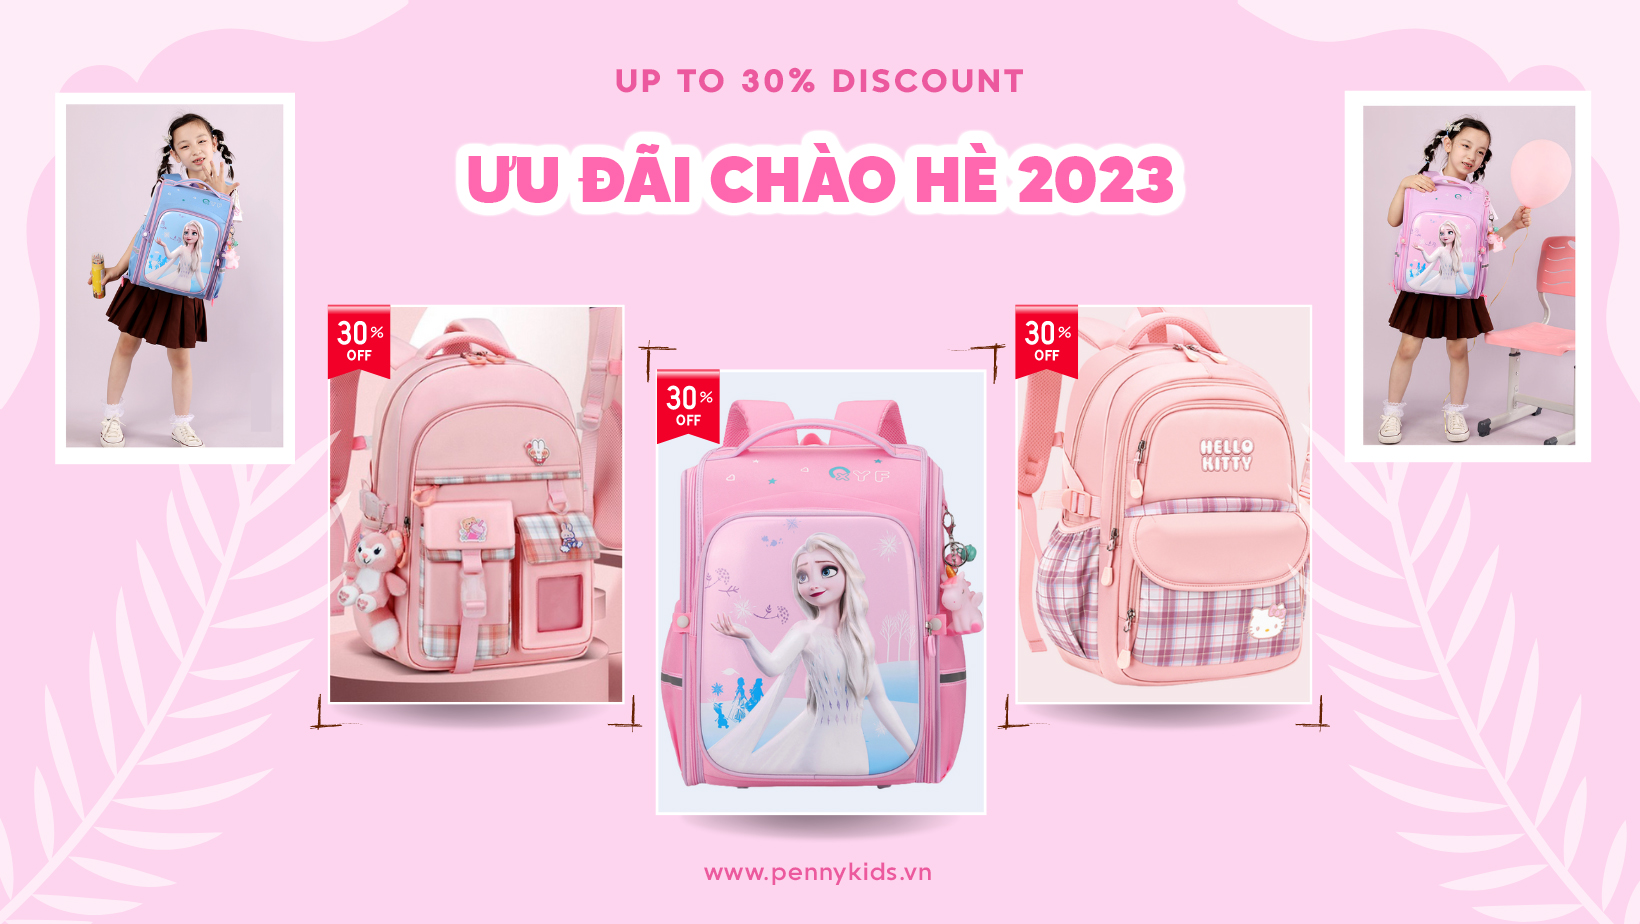 UP TO 30% DISCOUNT
ƯU ĐÃI CHÀO HÈ 2023
30%
OFF
30%
OFF
QYF
30%
OFF
HELLO
KITTY
www.pennykids.vn